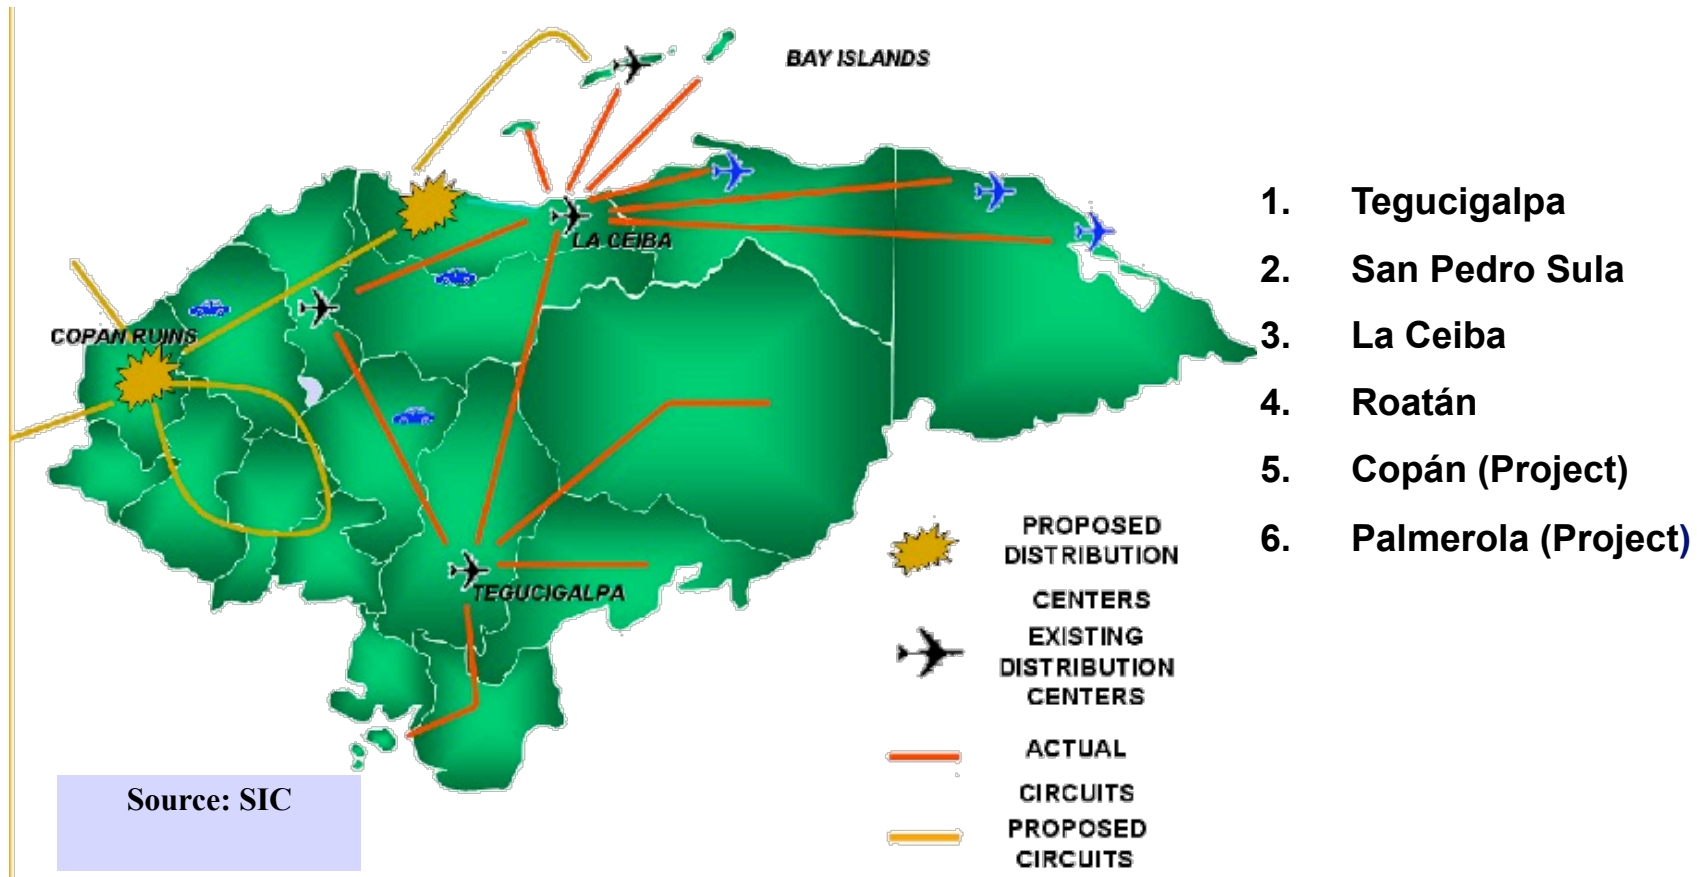 BAY ISLANDS
LA CEIBA
COPAN RUINS
TEGUCIGALPA
1. Tegucigalpa
2. San Pedro Sula
3. La Ceiba
4. Roatán
5. Copán (Project)
6. Palmerola (Project)
PROPOSED
DISTRIBUTION
CENTERS
EXISTING
DISTRIBUTION
CENTERS
ACTUAL
CIRCUITS
PROPOSED
CIRCUITS
Source: SIC